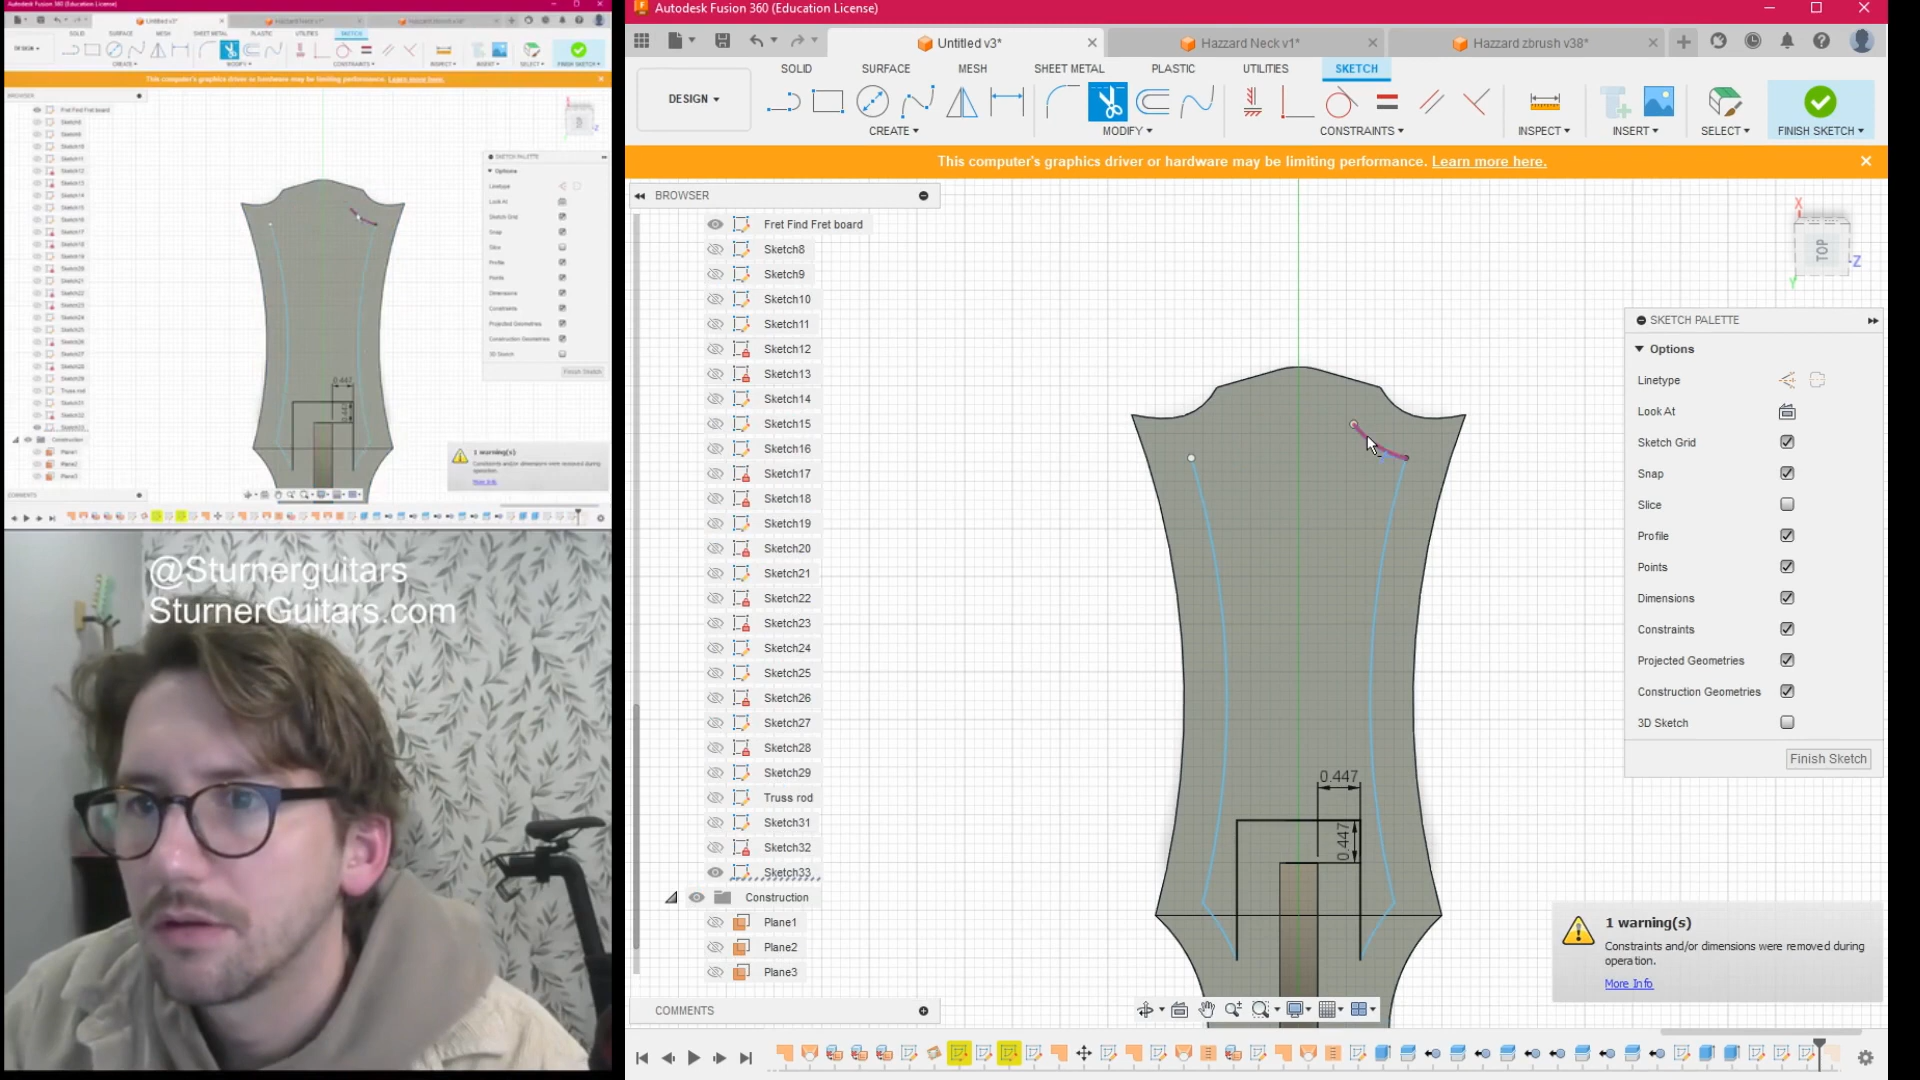 Autodesk Fusion 360 (Education License)
Untitled v3*
Hazzard Neck v1*
Hazzard zbrush v38*
SOLID
SURFACE
MESH
SHEET METAL
PLASTIC
UTILITIES
SKETCH
DESIGN
CREATE
MODIFY
CONSTRAINTS
INSPECT
INSERT
SELECT
FINISH SKETCH
This computer's graphics driver or hardware may be limiting performance. Learn more here.
BROWSER
Fret Find Fret board
Sketch8
Sketch9
Sketch10
Sketch11
Sketch12
Sketch13
Sketch14
Sketch15
Sketch16
Sketch17
Sketch18
Sketch19
Sketch20
Sketch21
Sketch22
Sketch23
Sketch24
Sketch25
Sketch26
Sketch27
Sketch28
Sketch29
Truss rod
Sketch31
Sketch32
Sketch33
Construction
Plane1
Plane2
Plane3
COMMENTS
0.447
0.447
X
TOP
-Z
Y
SKETCH PALETTE
Options
Linetype
Look At
Sketch Grid
Snap
Slice
Profile
Points
Dimensions
Constraints
Projected Geometries
Construction Geometries
3D Sketch
Finish Sketch
1 warning(s)
Constraints and/or dimensions were removed during
operation.
More Info
@Sturnerguitars
SturnerGuitars.com